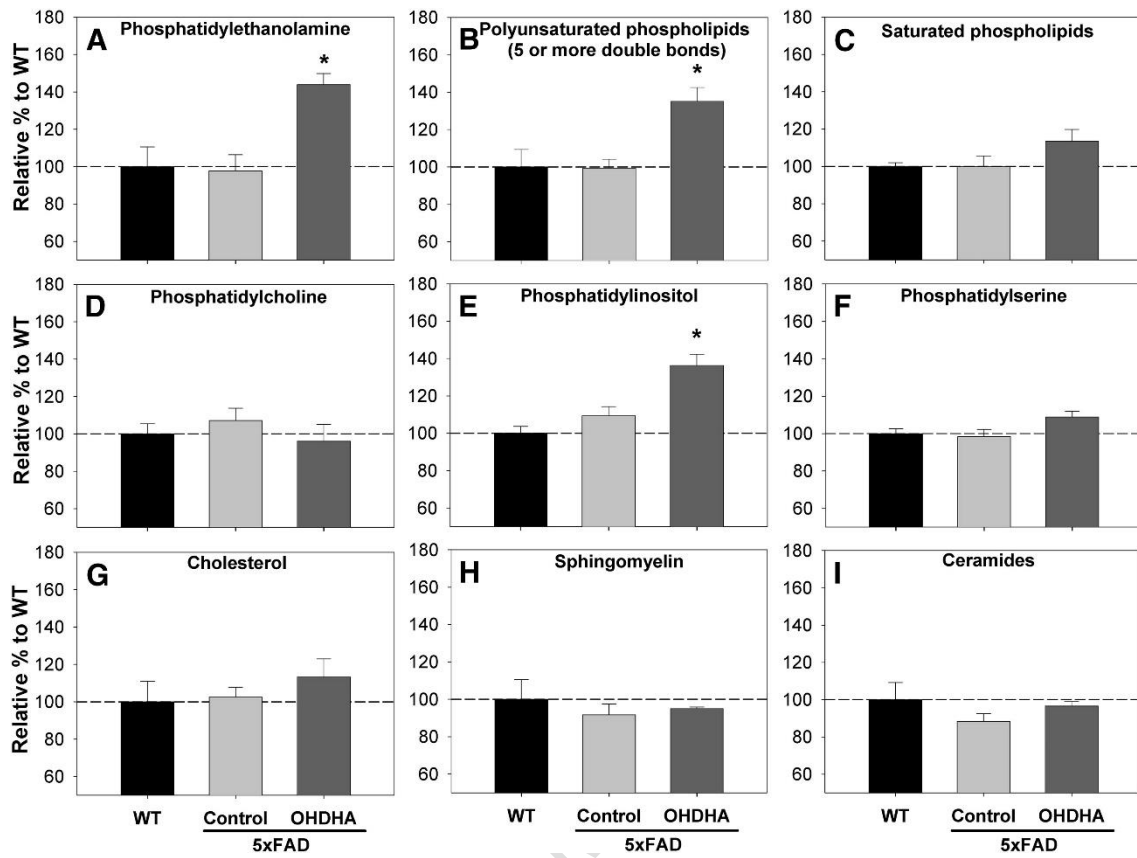 A
Phosphatidylethanolamine
*
Relative % to WT
180
160
140
120
100
80
60
B
Polyunsaturated phospholipids
(5 or more double bonds)
*
180
160
140
120
100
80
60
C
Saturated phospholipids
180
160
140
120
100
80
60
D
Phosphatidylcholine
Relative % to WT
180
160
140
120
100
80
60
E
Phosphatidylinositol
*
180
160
140
120
100
80
60
F
Phosphatidylserine
180
160
140
120
100
80
60
G
Cholesterol
Relative % to WT
180
160
140
120
100
80
60
WT Control OHDHA
5xFAD
H
Sphingomyelin
180
160
140
120
100
80
60
WT Control OHDHA
5xFAD
I
Ceramides
180
160
140
120
100
80
60
WT Control OHDHA
5xFAD